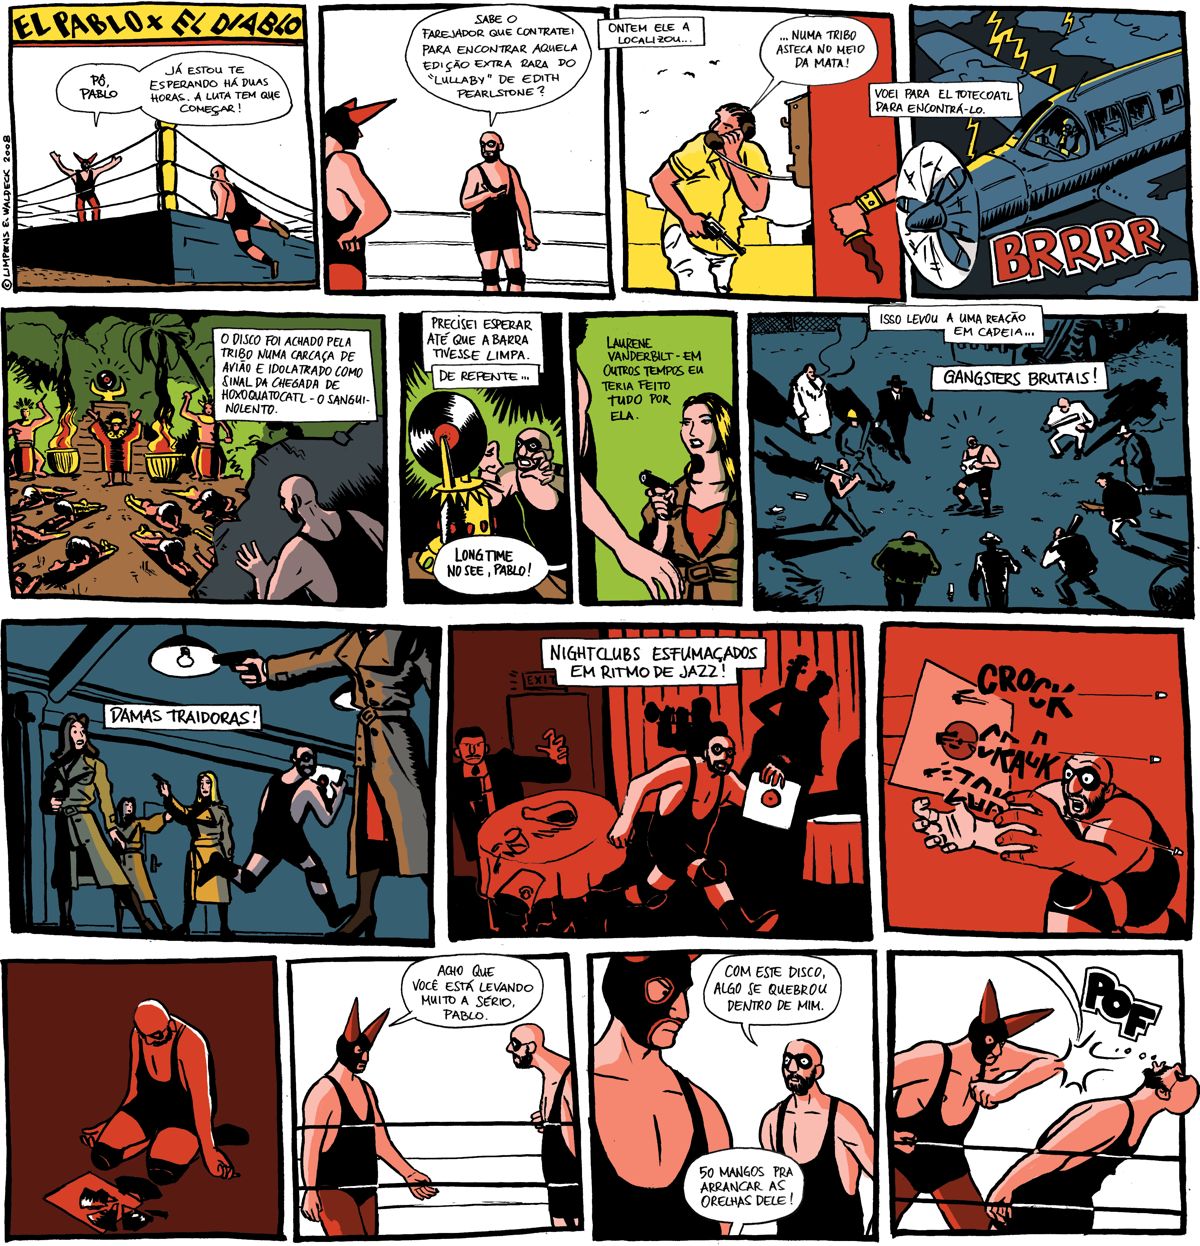 EL PABLO X EL DIABLO
PÔ,
PABLO
JÁ ESTOU TE
ESPERANDO HÁ DUAS
HORAS. A LUTA TEM QUE
COMEÇAR!
© LIMPENS E. WALDECK 2008
SABE O
FAREJADOR QUE CONTRATEI
PARA ENCONTRAR AQUELA
EDIÇÃO EXTRA RARA DO
"LULLABY" DE EDITH
PEARLSTONE?
ONTEM ELE A
LOCALIZOU...
...NUMA TRIBO
ASTECA NO MEIO
DA MATA!
VOEI PARA EL TOTECOATL
PARA ENCONTRÁ-LO.
BRRRR
O DISCO FOI ACHADO PELA
TRIBO NUMA CARCAÇA DE
AVIÃO E IDOLATRADO COMO
SINAL DA CHEGADA DE
HOXOQUATOCATL - O SANGUI-
NOLENTO.
PRECISEI ESPERAR
ATÉ QUE A BARRA
TIVESSE LIMPA.
DE REPENTE...
LONG TIME
NO SEE, PABLO!
LAURENE
VANDERBILT - EM
OUTROS TEMPOS EU
TERIA FEITO
TUDO POR
ELA.
ISSO LEVOU A UMA REAÇÃO
EM CADEIA...
GANGSTERS BRUTAIS!
DAMAS TRAIDORAS!
NIGHTCLUBS ESFUMAÇADOS
EM RITMO DE JAZZ!
EXIT
CROCK
ACHO QUE
VOCÊ ESTÁ LEVANDO
MUITO A SÉRIO,
PABLO.
COM ESTE DISCO,
ALGO SE QUEBROU
DENTRO DE MIM.
50 MANGOS PRA
ARRANCAR AS
ORELHAS DELE!
POF